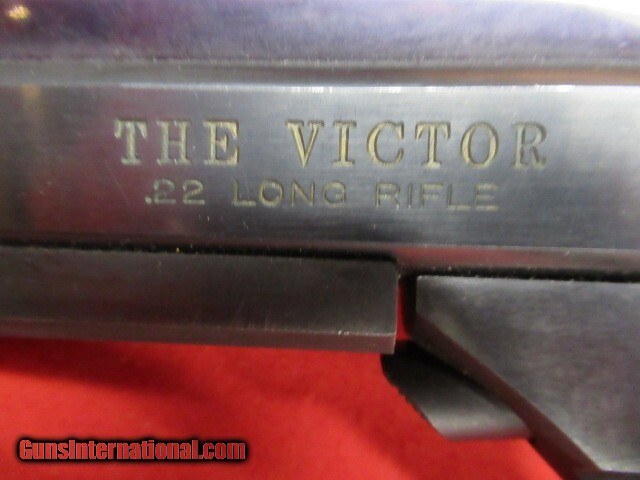 THE VICTOR
.22 LONG RIFLE
GunsInternational.com